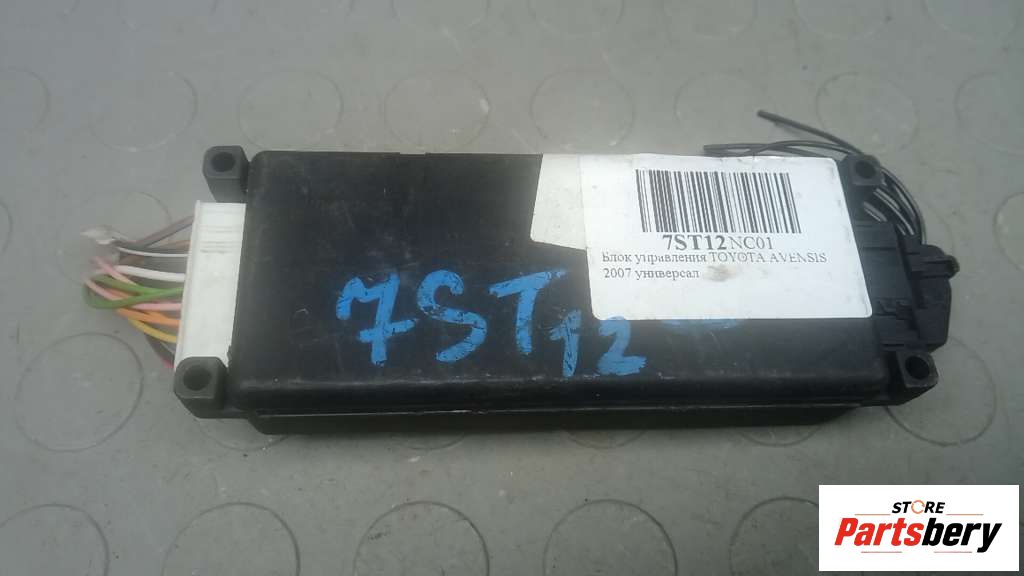 7ST12NC01
Блок управления TOYOTA AVENSIS
2007 универсал
7ST12
STORE
Partsbery